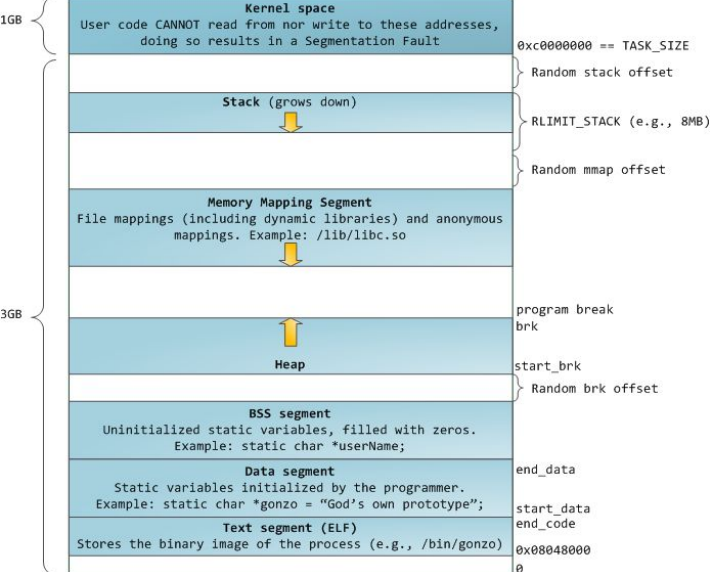 1GB
Kernel space
User code CANNOT read from nor write to these addresses,
doing so results in a Segmentation Fault
0xc0000000 == TASK_SIZE
Random stack offset
Stack (grows down)
RLIMIT_STACK (e.g., 8MB)
Random mmap offset
Memory Mapping Segment
File mappings (including dynamic libraries) and anonymous
mappings. Example: /lib/libc.so
3GB
program break
brk
Heap
start_brk
Random brk offset
BSS segment
Uninitialized static variables, filled with zeros.
Example: static char *userName;
Data segment
Static variables initialized by the programmer.
Example: static char *gonzo = “God’s own prototype”;
end_data
start_data
end_code
Text segment (ELF)
Stores the binary image of the process (e.g., /bin/gonzo)
0x08048000
0